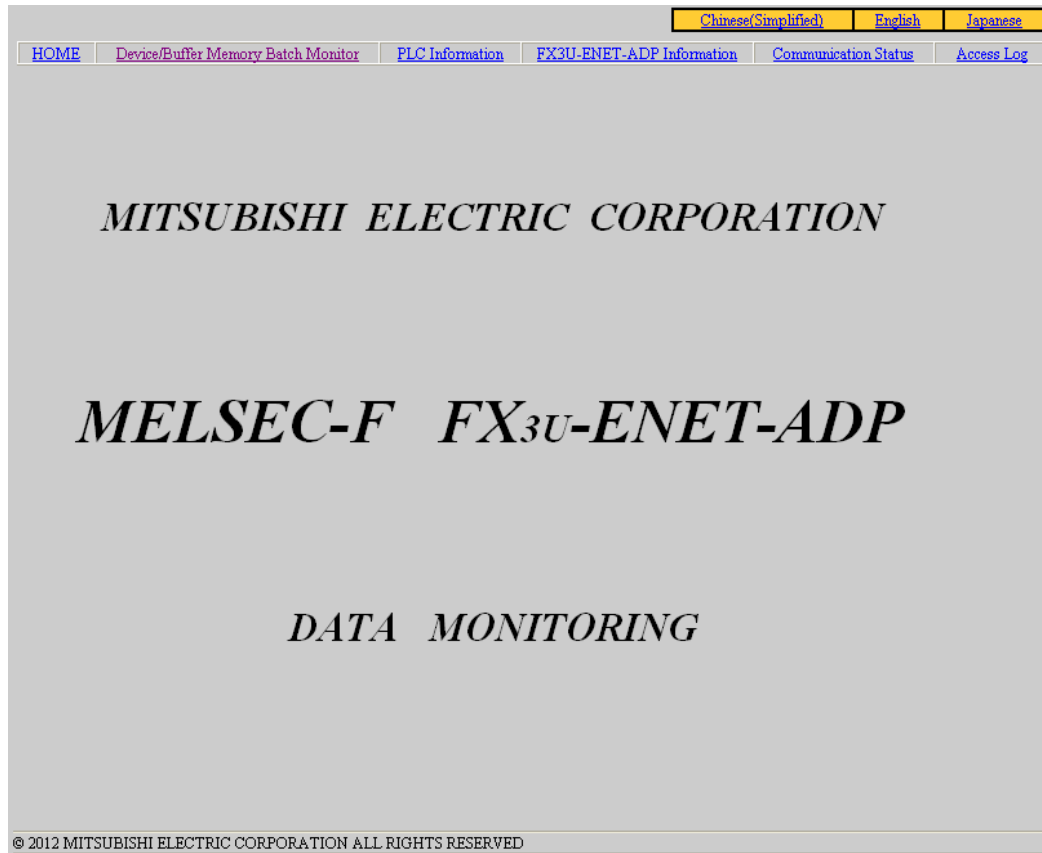 Chinese(Simplified) English Japanese
HOME Device/Buffer Memory Batch Monitor PLC Information FX3U-ENET-ADP Information Communication Status Access Log
MITSUBISHI ELECTRIC CORPORATION
MELSEC-F FX3U-ENET-ADP
DATA MONITORING
© 2012 MITSUBISHI ELECTRIC CORPORATION ALL RIGHTS RESERVED